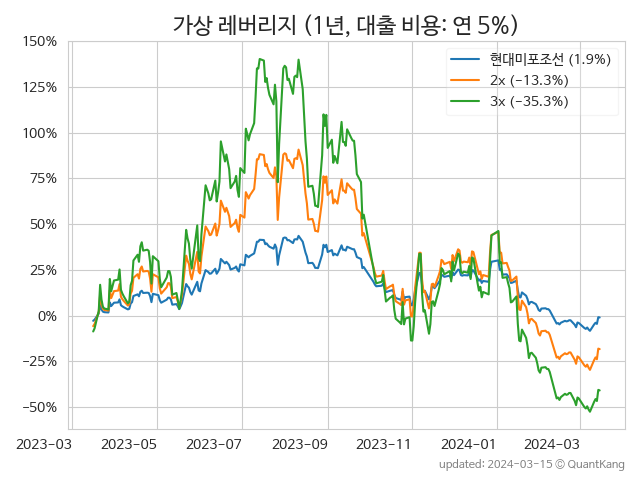 가상 레버리지 (1년, 대출 비용: 연 5%)
150%
125%
100%
75%
50%
25%
0%
−25%
−50%
현대미포조선 (1.9%)
2x (−13.3%)
3x (−35.3%)
2023-03 2023-05 2023-07 2023-09 2023-11 2024-01 2024-03
updated: 2024-03-15 © QuantKang